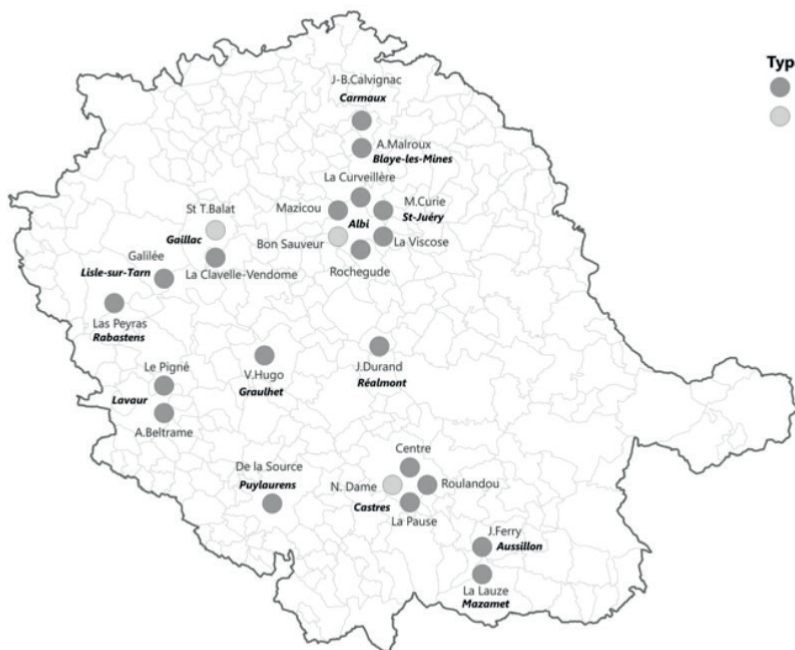 Typ
J-B.Calvignac
Carmaux
A.Malroux
Blaye-les-Mines
La Curveillère
Mazicou
M.Curie
St-Juéry
Albi
St T.Balat
Gaillac
Bon Sauveur
La Viscose
Galilée
Lisle-sur-Tarn
La Clavelle-Vendome
Rochegude
Las Peyras
Rabastens
Le Pigné
V.Hugo
Graulhet
J.Durand
Réalmont
Lavaur
A.Beltrame
Centre
De la Source
Puylaurens
N. Dame
Roulandou
Castres
La Pause
J.Ferry
Aussillon
La Lauze
Mazamet